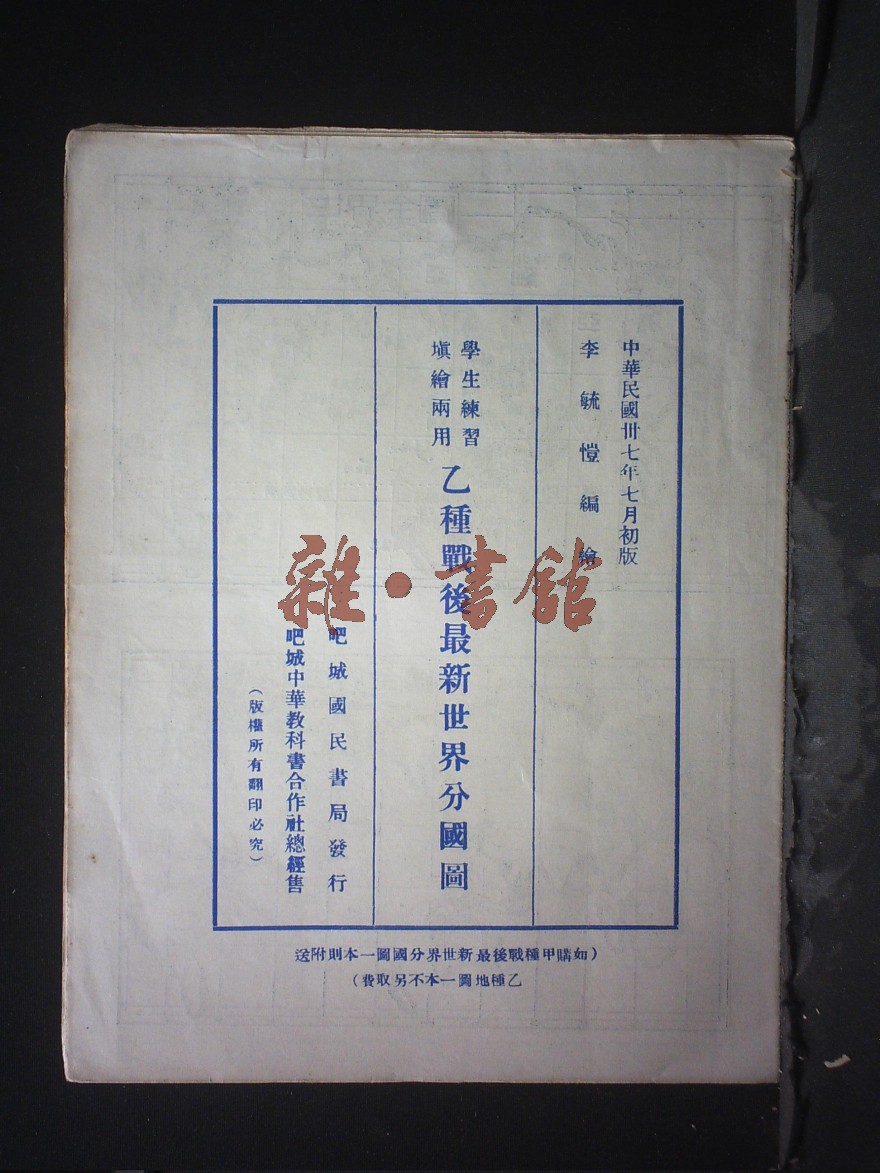 中華民國卅七年七月初版
李毓愷編繪
學生練習
塡繪兩用
乙種戰後最新世界分國圖
吧城國民書局發行
吧城中華教科書合作社總經售
（版權所有翻印必究）
（如購甲種戰後最新世界分國圖一本則附送
乙種地圖一本不另取費）
雜·書館